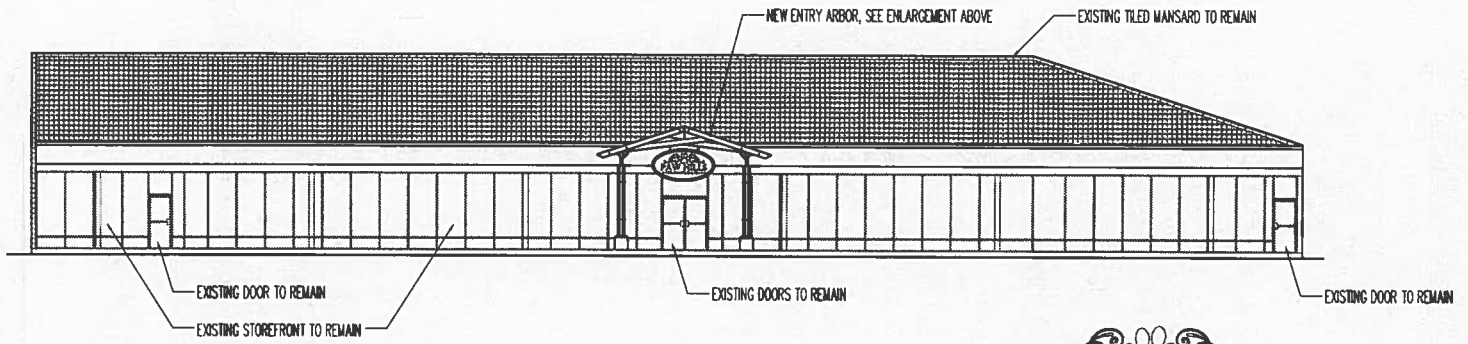 NEW ENTRY ARBOR, SEE ENLARGEMENT ABOVE
EXISTING TILED MANSARD TO REMAIN
EXISTING DOOR TO REMAIN
EXISTING DOORS TO REMAIN
EXISTING DOOR TO REMAIN
EXISTING STOREFRONT TO REMAIN